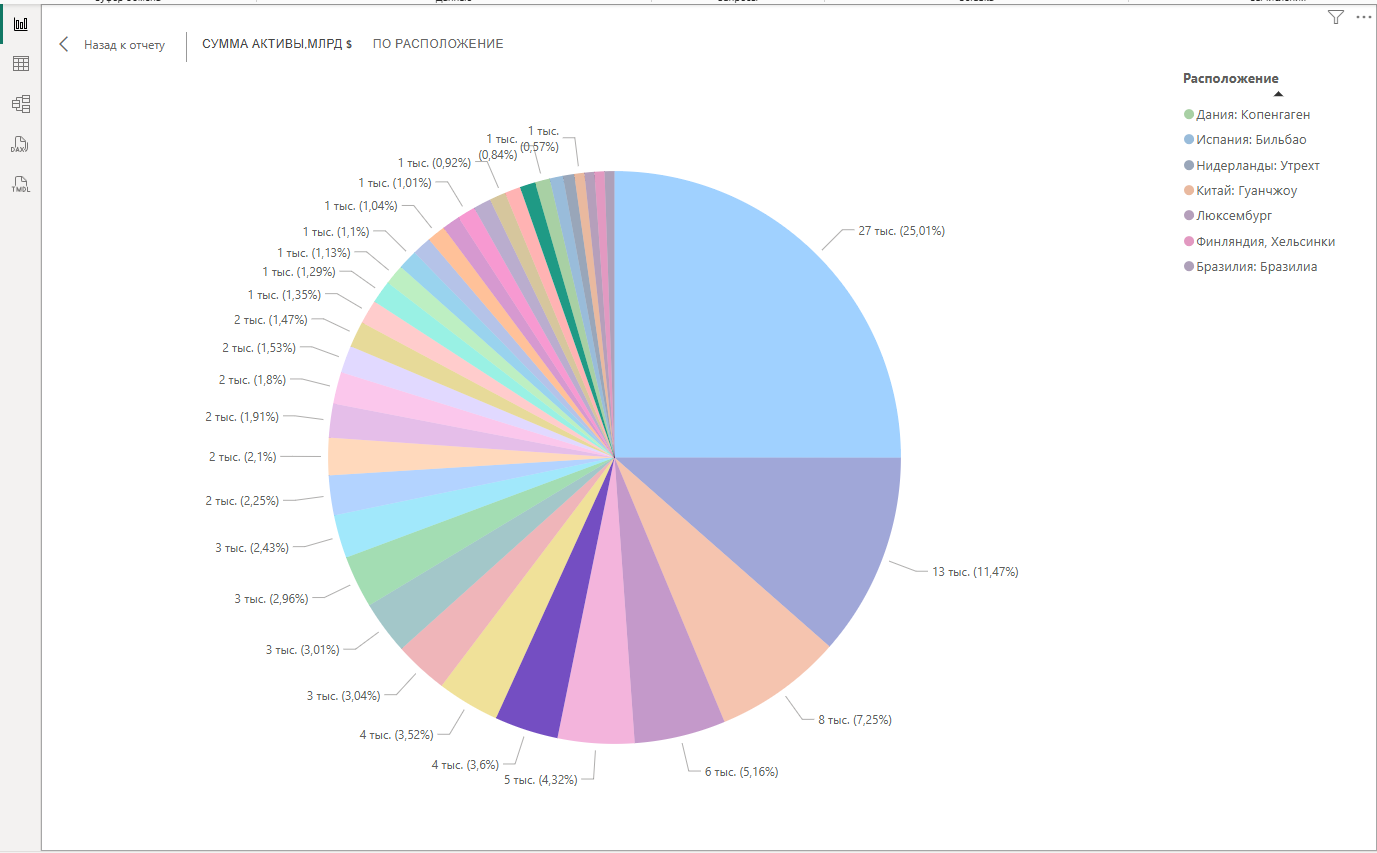 Назад к отчету
СУММА АКТИВЫ,МЛРД $
ПО РАСПОЛОЖЕНИЕ
DAX
TMDL
Расположение
Дания: Копенгаген
Испания: Бильбао
Нидерланды: Утрехт
Китай: Гуанчжоу
Люксембург
Финляндия, Хельсинки
Бразилия: Бразилиа
27 тыс. (25,01%)
13 тыс. (11,47%)
8 тыс. (7,25%)
6 тыс. (5,16%)
5 тыс. (4,32%)
4 тыс. (3,6%)
4 тыс. (3,52%)
3 тыс. (3,04%)
3 тыс. (3,01%)
3 тыс. (2,96%)
3 тыс. (2,43%)
2 тыс. (2,25%)
2 тыс. (2,1%)
2 тыс. (1,91%)
2 тыс. (1,8%)
2 тыс. (1,53%)
2 тыс. (1,47%)
1 тыс. (1,35%)
1 тыс. (1,29%)
1 тыс. (1,13%)
1 тыс. (1,1%)
1 тыс. (1,04%)
1 тыс. (1,01%)
1 тыс. (0,92%)
1 тыс.
(0,84%)
1 тыс.
(0,57%)